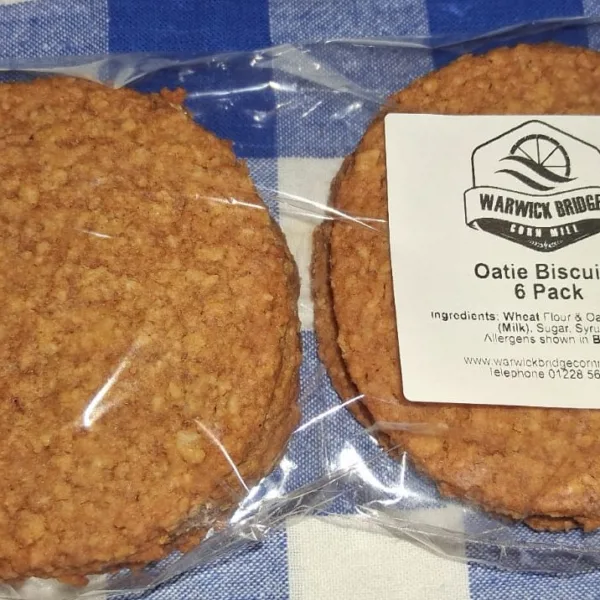 WARWICK BRIDGE
CORN MILL
Oatie Biscui
6 Pack
Ingredients: Wheat Flour & Oa
(Milk), Sugar, Syru
Allergens shown in B
www.warwickbridgecorn
Telephone 01228 56